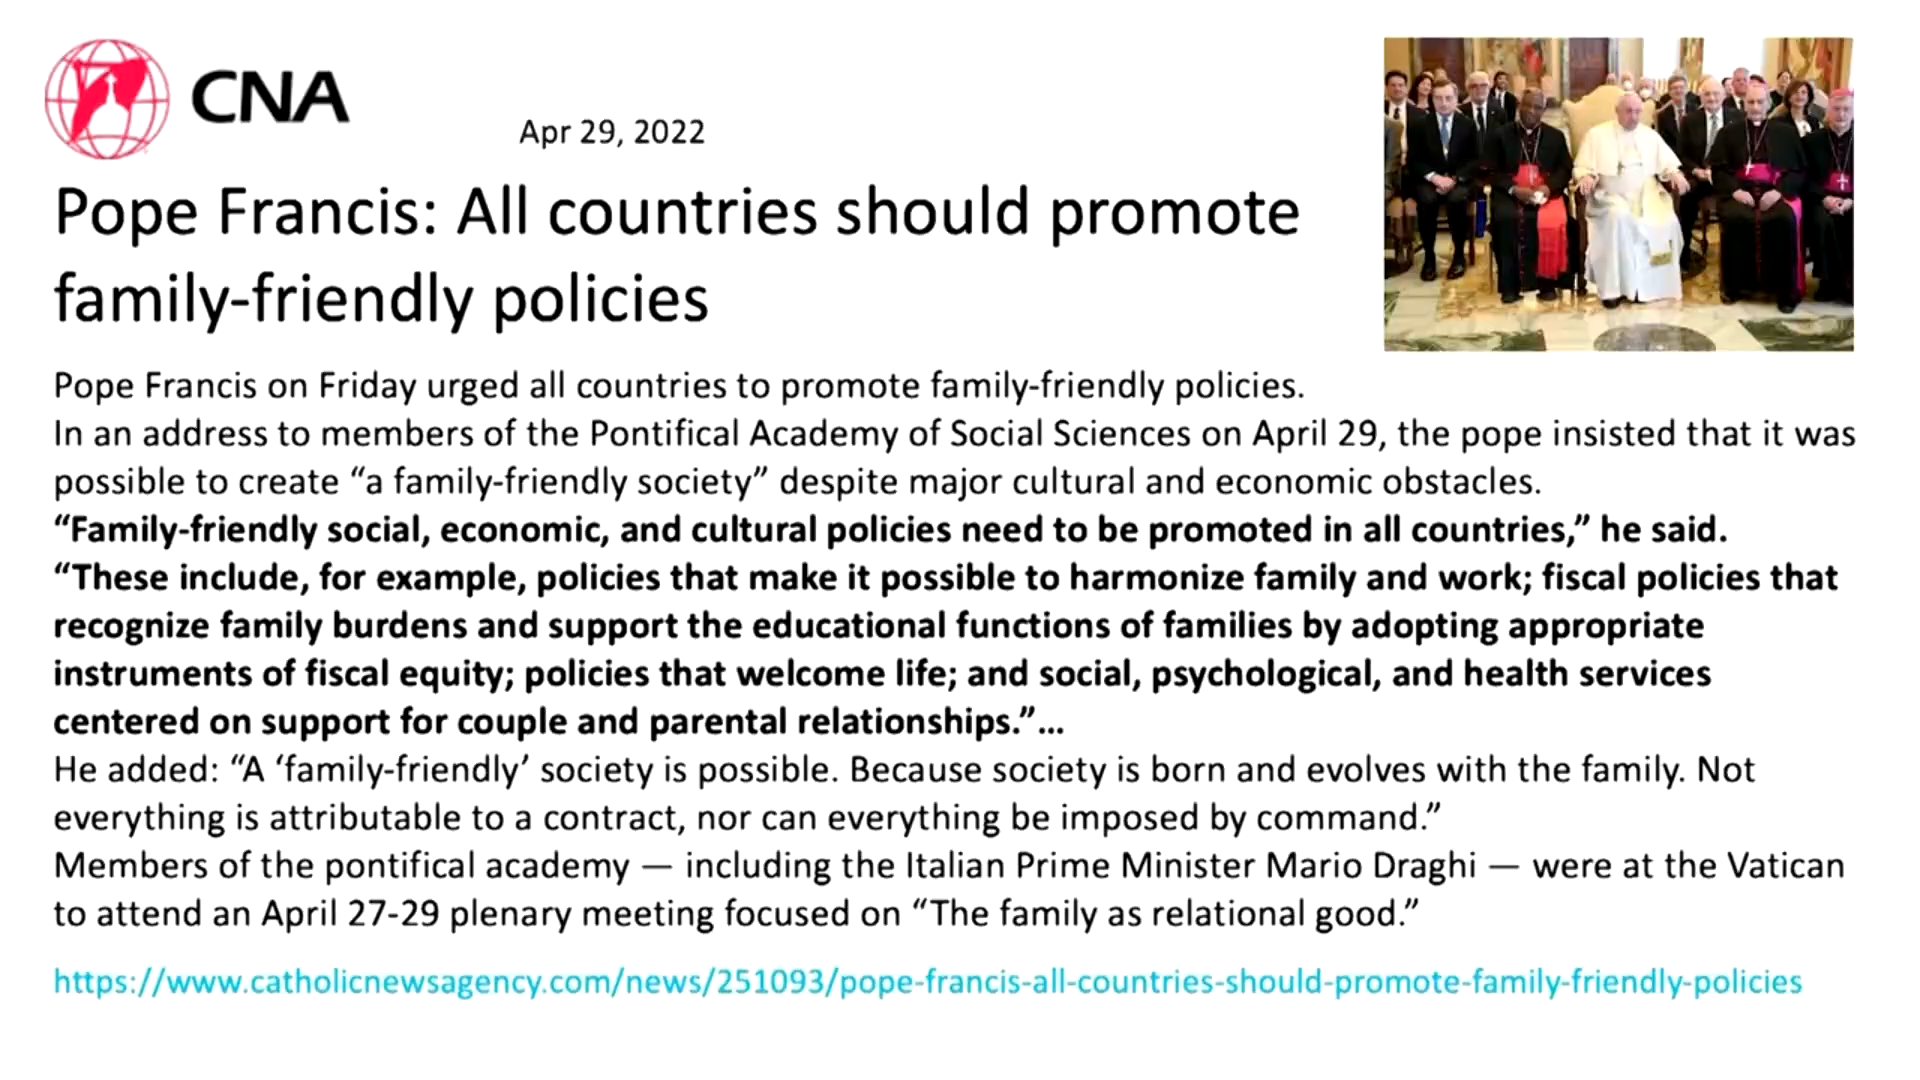 CNA
Apr 29, 2022
Pope Francis: All countries should promote
family-friendly policies
Pope Francis on Friday urged all countries to promote family-friendly policies.
In an address to members of the Pontifical Academy of Social Sciences on April 29, the pope insisted that it was
possible to create “a family-friendly society” despite major cultural and economic obstacles.
“Family-friendly social, economic, and cultural policies need to be promoted in all countries,” he said.
“These include, for example, policies that make it possible to harmonize family and work; fiscal policies that
recognize family burdens and support the educational functions of families by adopting appropriate
instruments of fiscal equity; policies that welcome life; and social, psychological, and health services
centered on support for couple and parental relationships.”…
He added: “A ‘family-friendly’ society is possible. Because society is born and evolves with the family. Not
everything is attributable to a contract, nor can everything be imposed by command.”
Members of the pontifical academy — including the Italian Prime Minister Mario Draghi — were at the Vatican
to attend an April 27-29 plenary meeting focused on “The family as relational good.”
https://www.catholicnewsagency.com/news/251093/pope-francis-all-countries-should-promote-family-friendly-policies